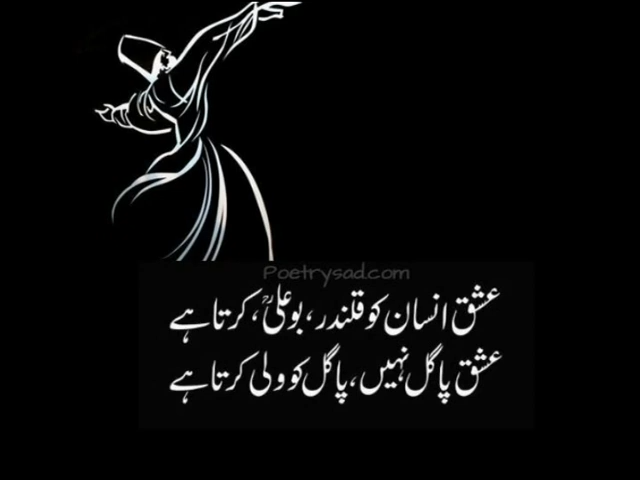 Poetrysad.com
عشق انسان کو قلندر، بو علیؒ، کرتا ہے
عشق پاگل نہیں، پاگل کو ولی کرتا ہے